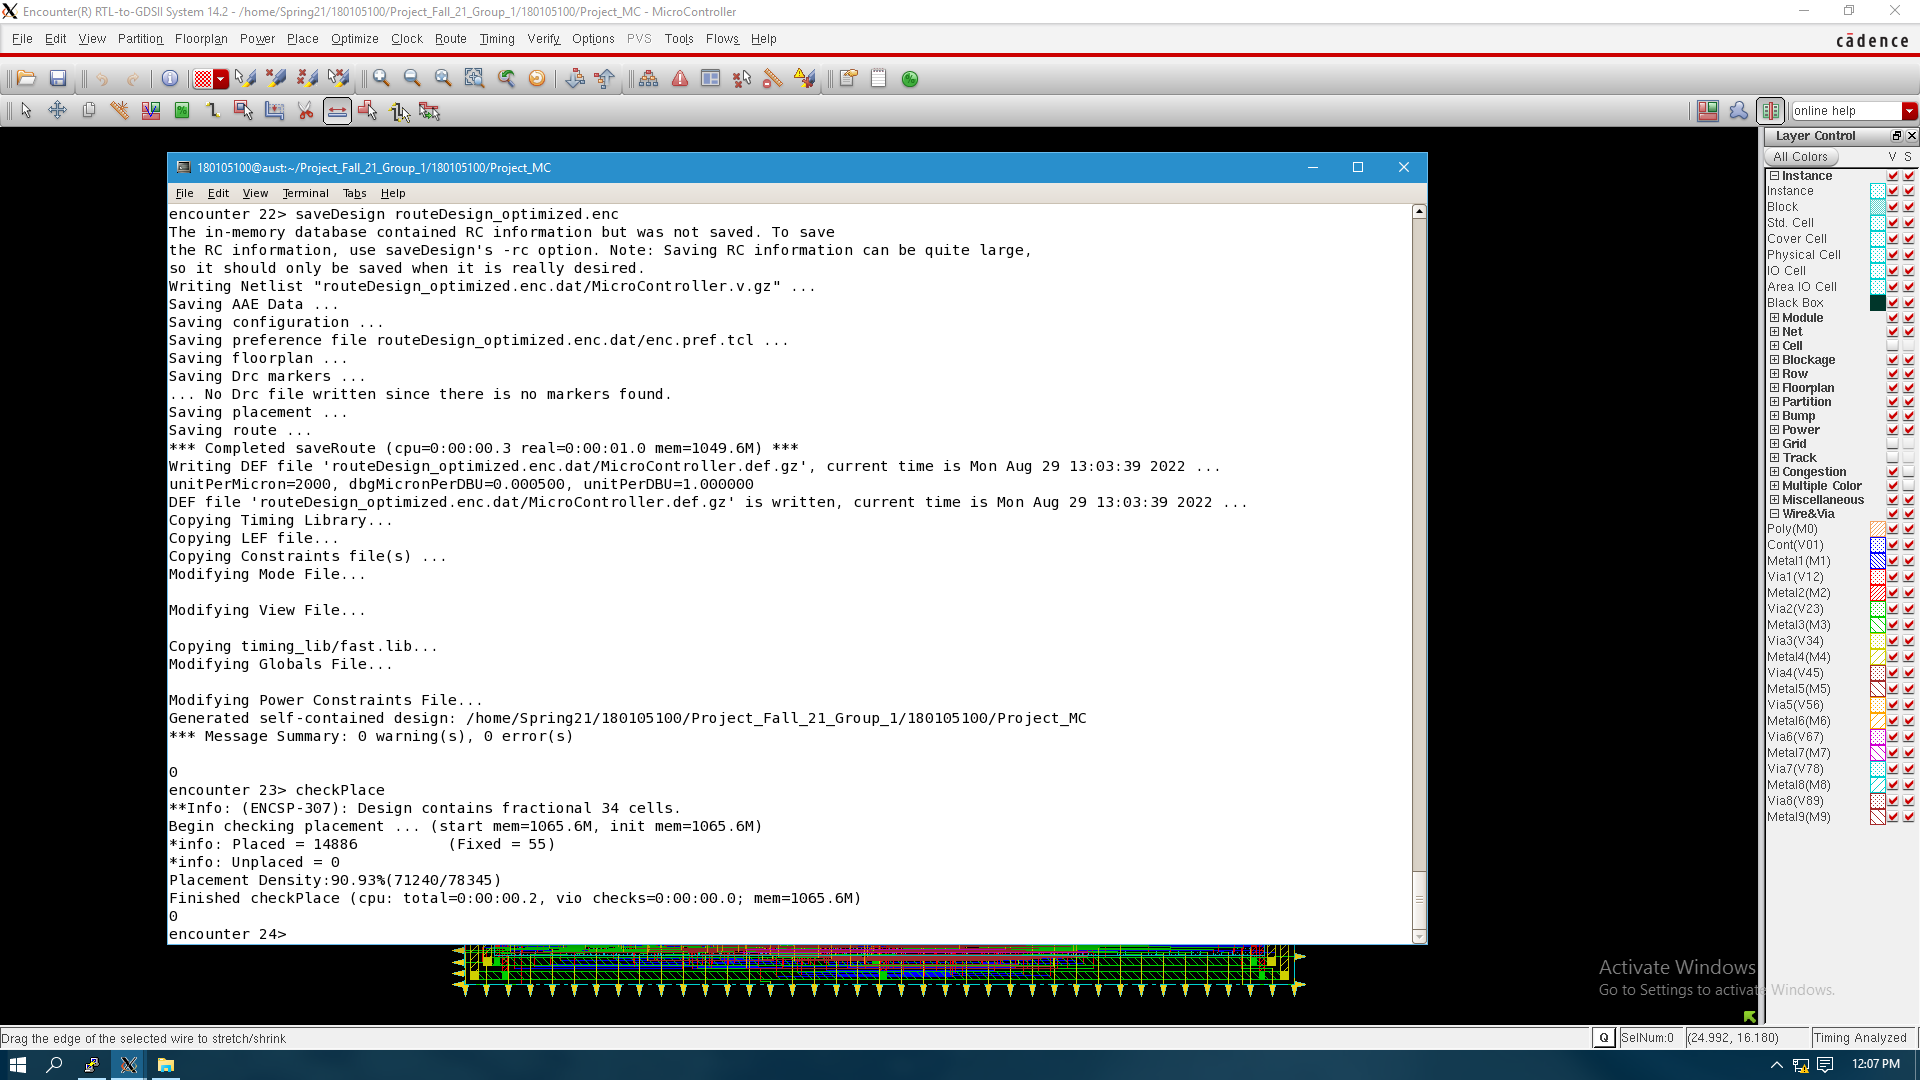 Encounter(R) RTL-to-GDSII System 14.2 - /home/Spring21/180105100/Project_Fall_21_Group_1/180105100/Project_MC - MicroController
File Edit View Partition Floorplan Power Place Optimize Clock Route Timing Verify Options PVS Tools Flows Help
cādence
online help
Layer Control
All Colors V S
180105100@aust:~/Project_Fall_21_Group_1/180105100/Project_MC
File Edit View Terminal Tabs Help
encounter 22> saveDesign routeDesign_optimized.enc
The in-memory database contained RC information but was not saved. To save
the RC information, use saveDesign's -rc option. Note: Saving RC information can be quite large,
so it should only be saved when it is really desired.
Writing Netlist "routeDesign_optimized.enc.dat/MicroController.v.gz" ...
Saving AAE Data ...
Saving configuration ...
Saving preference file routeDesign_optimized.enc.dat/enc.pref.tcl ...
Saving floorplan ...
Saving Drc markers ...
... No Drc file written since there is no markers found.
Saving placement ...
Saving route ...
*** Completed saveRoute (cpu=0:00:00.3 real=0:00:01.0 mem=1049.6M) ***
Writing DEF file 'routeDesign_optimized.enc.dat/MicroController.def.gz', current time is Mon Aug 29 13:03:39 2022 ...
unitPerMicron=2000, dbgMicronPerDBU=0.000500, unitPerDBU=1.000000
DEF file 'routeDesign_optimized.enc.dat/MicroController.def.gz' is written, current time is Mon Aug 29 13:03:39 2022 ...
Copying Timing Library...
Copying LEF file...
Copying Constraints file(s) ...
Modifying Mode File...
Modifying View File...
Copying timing_lib/fast.lib...
Modifying Globals File...
Modifying Power Constraints File...
Generated self-contained design: /home/Spring21/180105100/Project_Fall_21_Group_1/180105100/Project_MC
*** Message Summary: 0 warning(s), 0 error(s)
0
encounter 23> checkPlace
**Info: (ENCSP-307): Design contains fractional 34 cells.
Begin checking placement ... (start mem=1065.6M, init mem=1065.6M)
*info: Placed = 14886 (Fixed = 55)
*info: Unplaced = 0
Placement Density:90.93%(71240/78345)
Finished checkPlace (cpu: total=0:00:00.2, vio checks=0:00:00.0; mem=1065.6M)
0
encounter 24>
Instance
Instance
Block
Std. Cell
Cover Cell
Physical Cell
IO Cell
Area IO Cell
Black Box
Module
Net
Cell
Blockage
Row
Floorplan
Partition
Bump
Power
Grid
Track
Congestion
Multiple Color
Miscellaneous
Wire&Via
Poly(M0)
Cont(V01)
Metal1(M1)
Via1(V12)
Metal2(M2)
Via2(V23)
Metal3(M3)
Via3(V34)
Metal4(M4)
Via4(V45)
Metal5(M5)
Via5(V56)
Metal6(M6)
Via6(V67)
Metal7(M7)
Via7(V78)
Metal8(M8)
Via8(V89)
Metal9(M9)
Activate Windows
Go to Settings to activate Windows.
Drag the edge of the selected wire to stretch/shrink
Q SelNum:0 (24.992, 16.180) Timing Analyzed
12:07 PM